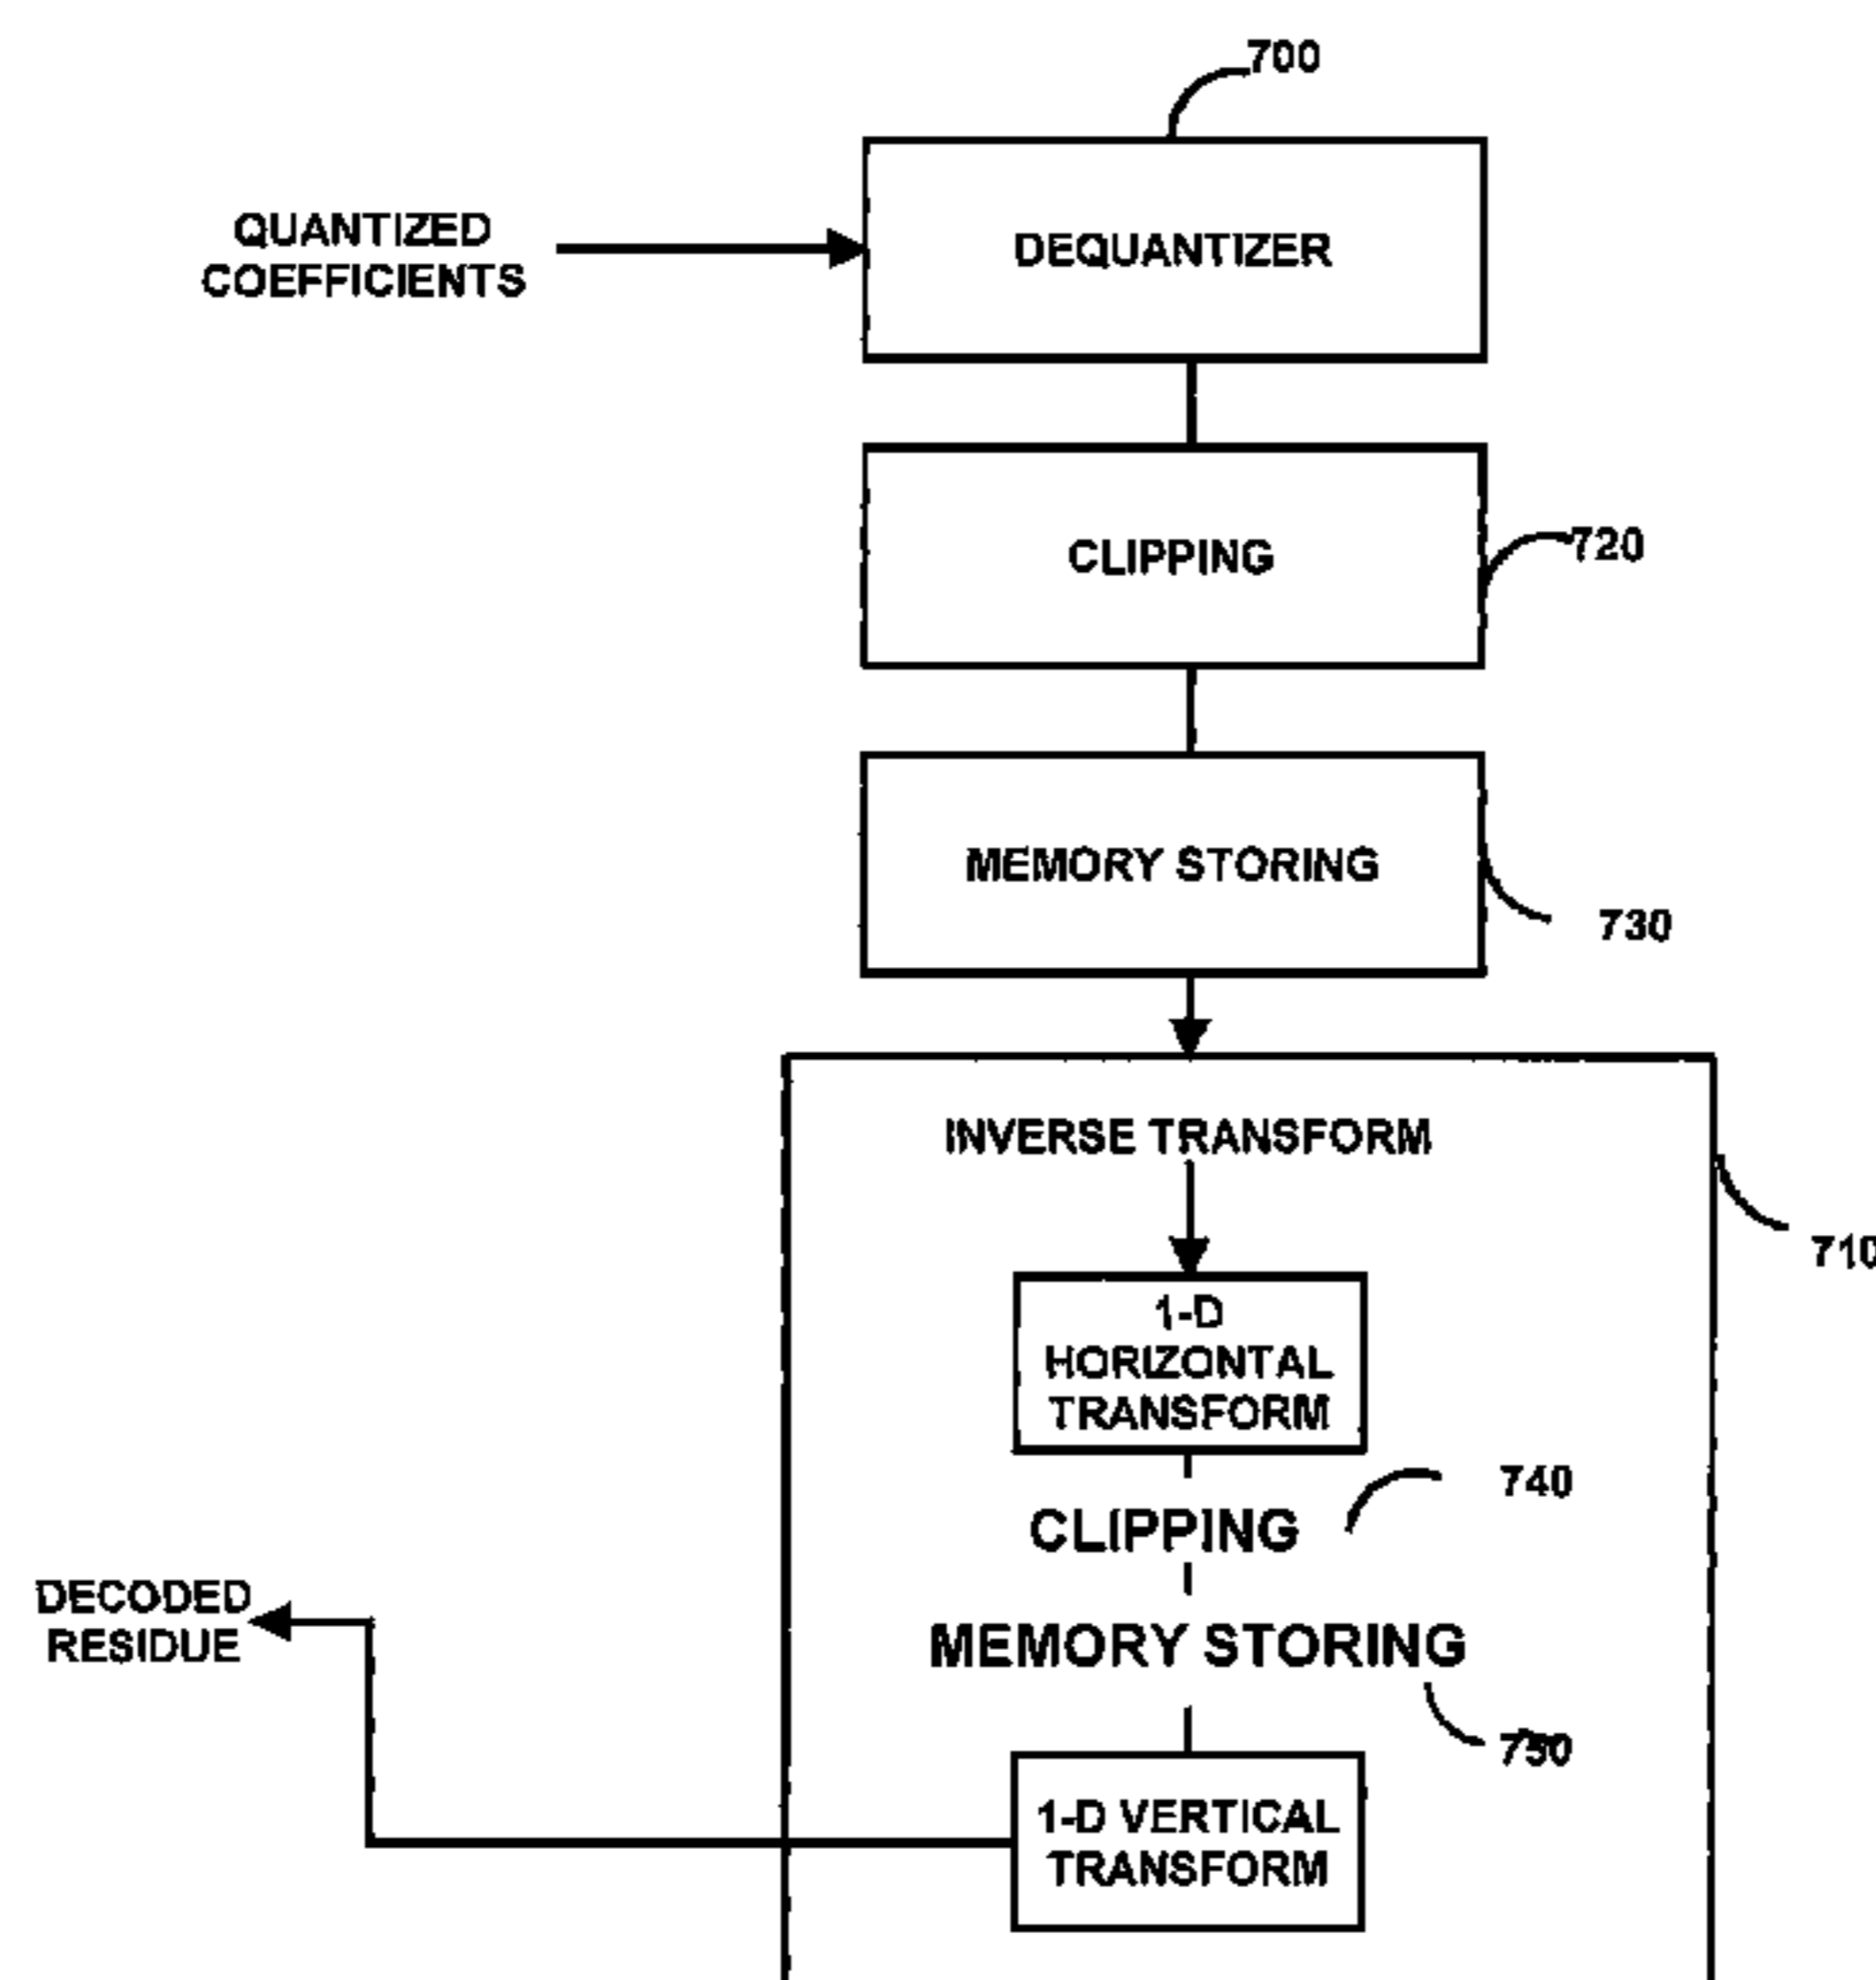 700
QUANTIZED
COEFFICIENTS
DEQUANTIZER
CLIPPING
720
MEMORY STORING
730
INVERSE TRANSFORM
710
1-D
HORIZONTAL
TRANSFORM
740
CLIPPING
DECODED
RESIDUE
MEMORY STORING
750
1-D VERTICAL
TRANSFORM